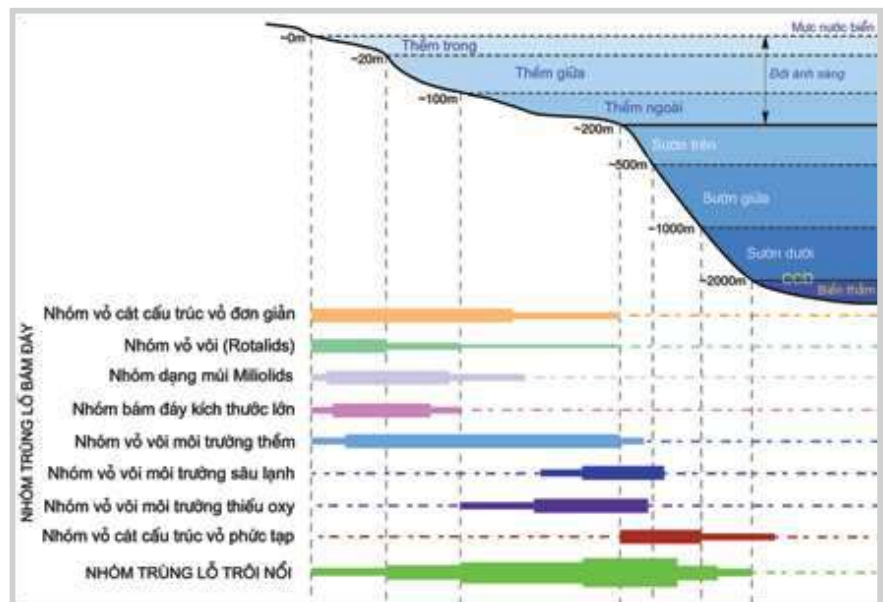 Mực nước biển
~0m
Thềm trong
~20m
Thềm giữa
Đới ánh sáng
~100m
Thềm ngoài
~200m
Sườn trên
~500m
Sườn giữa
~1000m
Sườn dưới
~2000m
CCD
Biển thẳm
NHÓM TRÙNG LỖ BÁM ĐÁY
Nhóm vỏ cát cấu trúc vỏ đơn giản
Nhóm vỏ vôi (Rotalids)
Nhóm dạng múi Miliolids
Nhóm bám đáy kích thước lớn
Nhóm vỏ vôi môi trường thềm
Nhóm vỏ vôi môi trường sâu lạnh
Nhóm vỏ vôi môi trường thiếu oxy
Nhóm vỏ cát cấu trúc vỏ phức tạp
NHÓM TRÙNG LỖ TRÔI NỔI